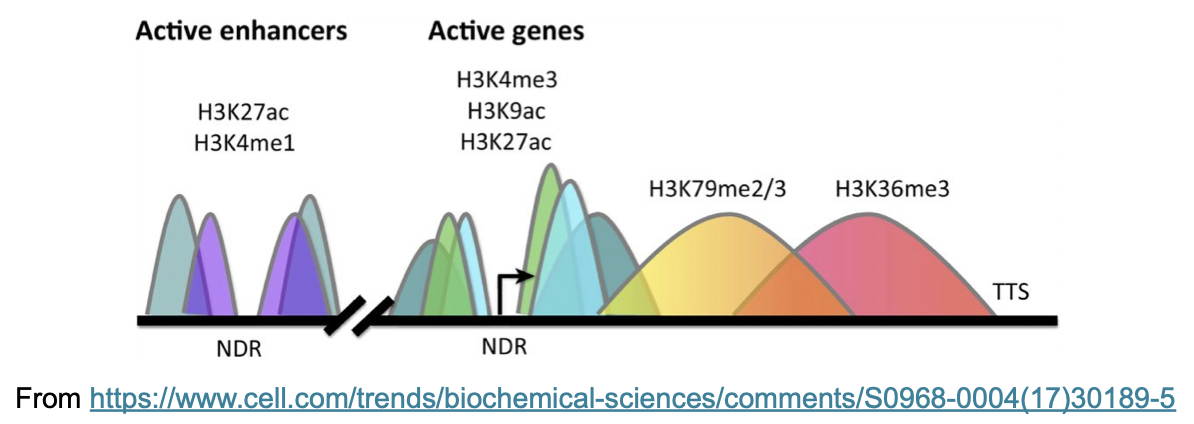 Active enhancers
Active genes
H3K27ac
H3K4me1
H3K4me3
H3K9ac
H3K27ac
H3K79me2/3
H3K36me3
TTS
NDR
NDR
From https://www.cell.com/trends/biochemical-sciences/comments/S0968-0004(17)30189-5